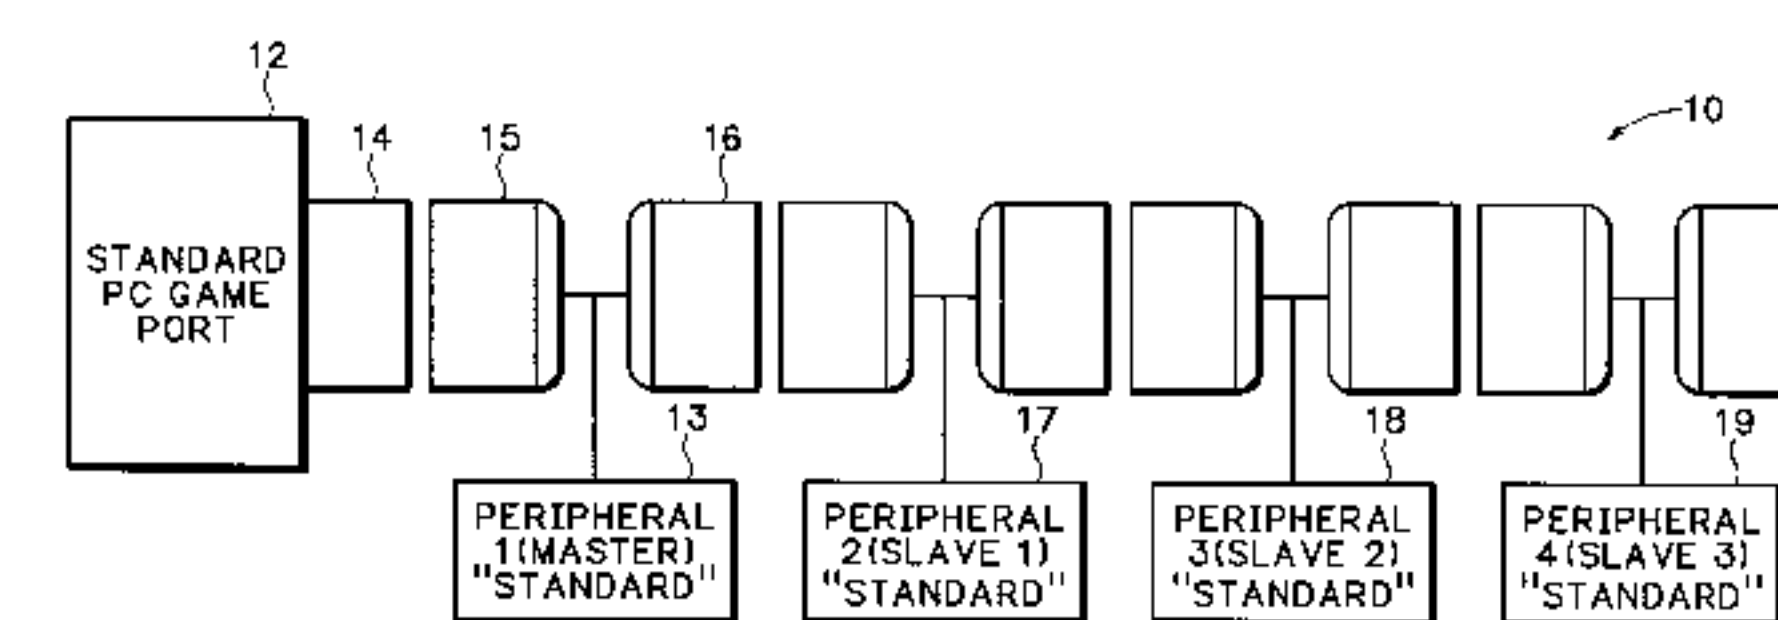 12
14
15
16
10
STANDARD
PC GAME
PORT
13
17
18
19
PERIPHERAL
1(MASTER)
"STANDARD"
PERIPHERAL
2(SLAVE 1)
"STANDARD"
PERIPHERAL
3(SLAVE 2)
"STANDARD"
PERIPHERAL
4(SLAVE 3)
"STANDARD"